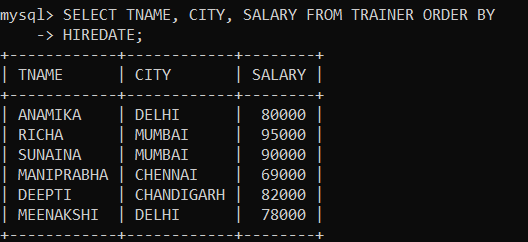 mysql> SELECT TNAME, CITY, SALARY FROM TRAINER ORDER BY
    -> HIREDATE;
+------------+------------+--------+
| TNAME      | CITY       | SALARY |
+------------+------------+--------+
| ANAMIKA    | DELHI      |  80000 |
| RICHA      | MUMBAI     |  95000 |
| SUNAINA    | MUMBAI     |  90000 |
| MANIPRABHA | CHENNAI    |  69000 |
| DEEPTI     | CHANDIGARH |  82000 |
| MEENAKSHI  | DELHI      |  78000 |
+------------+------------+--------+